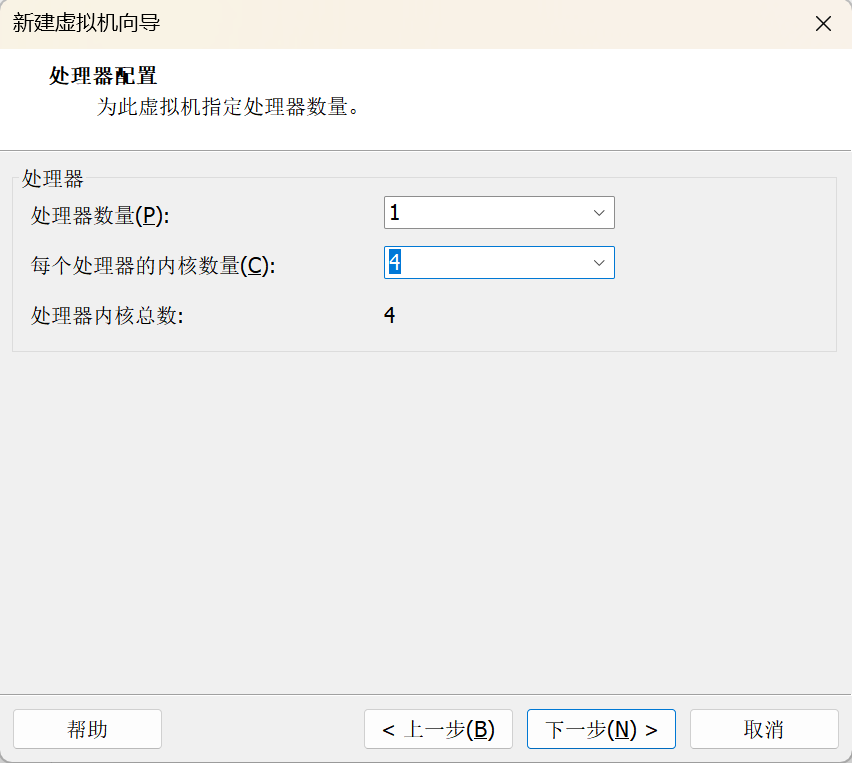 新建虚拟机向导
处理器配置
为此虚拟机指定处理器数量。
处理器
处理器数量(P): 1
每个处理器的内核数量(C): 4
处理器内核总数: 4
帮助 < 上一步(B) 下一步(N) > 取消